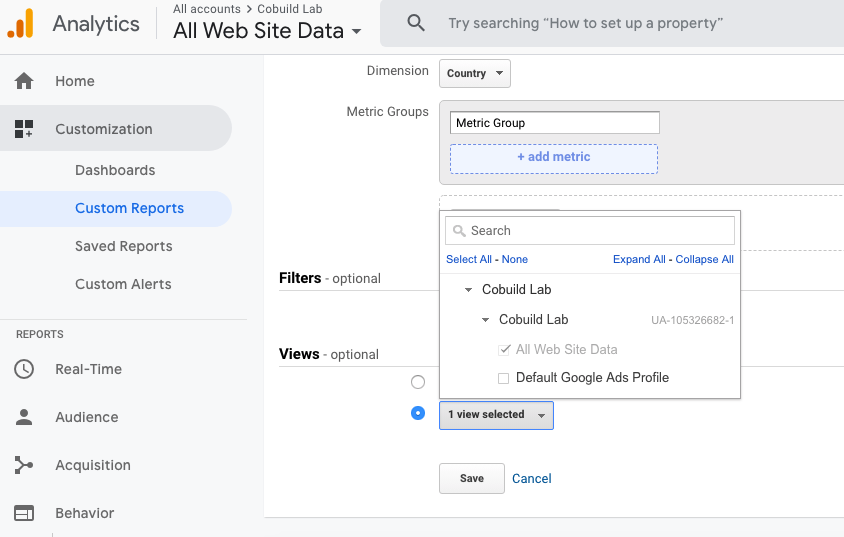 Analytics
All accounts > Cobuild Lab
All Web Site Data
Try searching “How to set up a property”
Home
Customization
Dashboards
Custom Reports
Saved Reports
Custom Alerts
REPORTS
Real-Time
Audience
Acquisition
Behavior
Dimension
Country
Metric Groups
Metric Group
+ add metric
Search
Select All - None
Expand All - Collapse All
Cobuild Lab
Cobuild Lab
UA-105326682-1
All Web Site Data
Default Google Ads Profile
Filters - optional
Views - optional
1 view selected
Save
Cancel